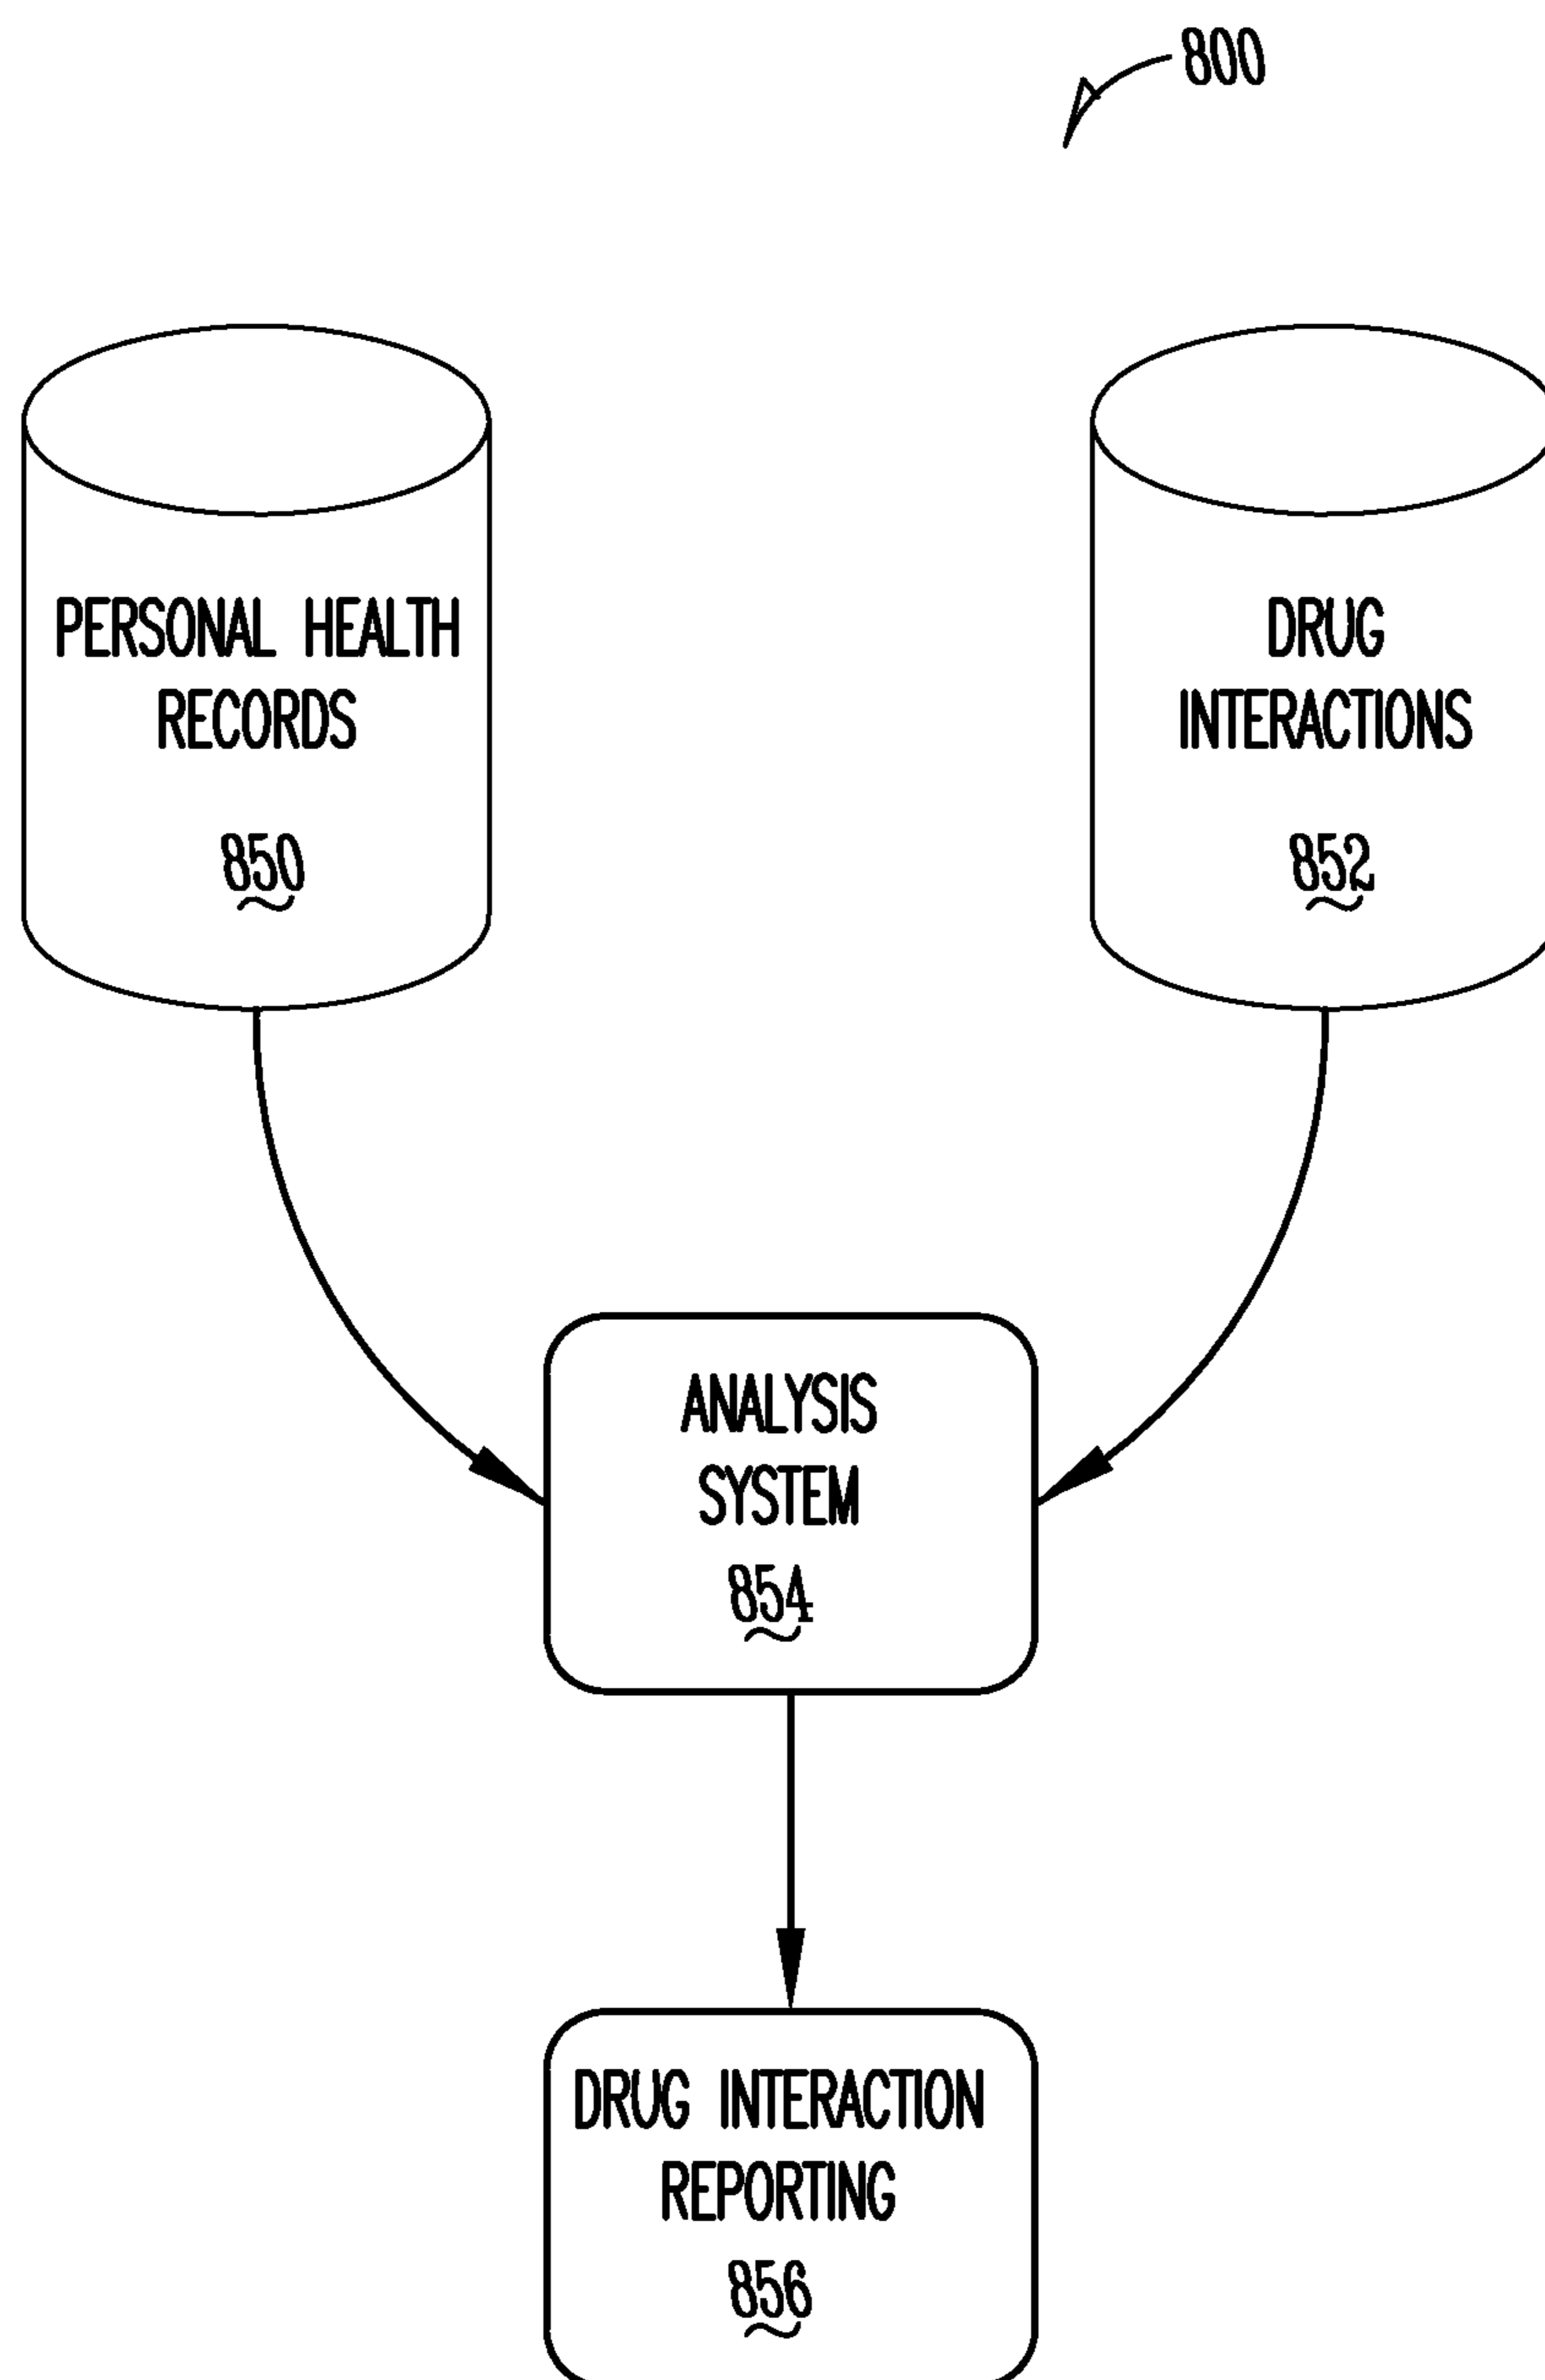 800
PERSONAL HEALTH
RECORDS
850
DRUG
INTERACTIONS
852
ANALYSIS
SYSTEM
854
DRUG INTERACTION
REPORTING
856